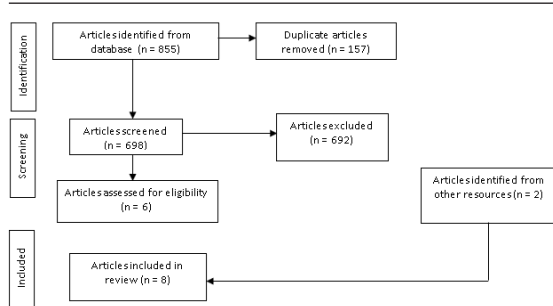 Identification
Articles identified from
database (n = 855)
Duplicate articles
removed (n = 157)
Screening
Articles screened
(n = 698)
Articles excluded
(n = 692)
Articles assessed for eligibility
(n = 6)
Articles identified from
other resources (n = 2)
Included
Articles included in
review (n = 8)